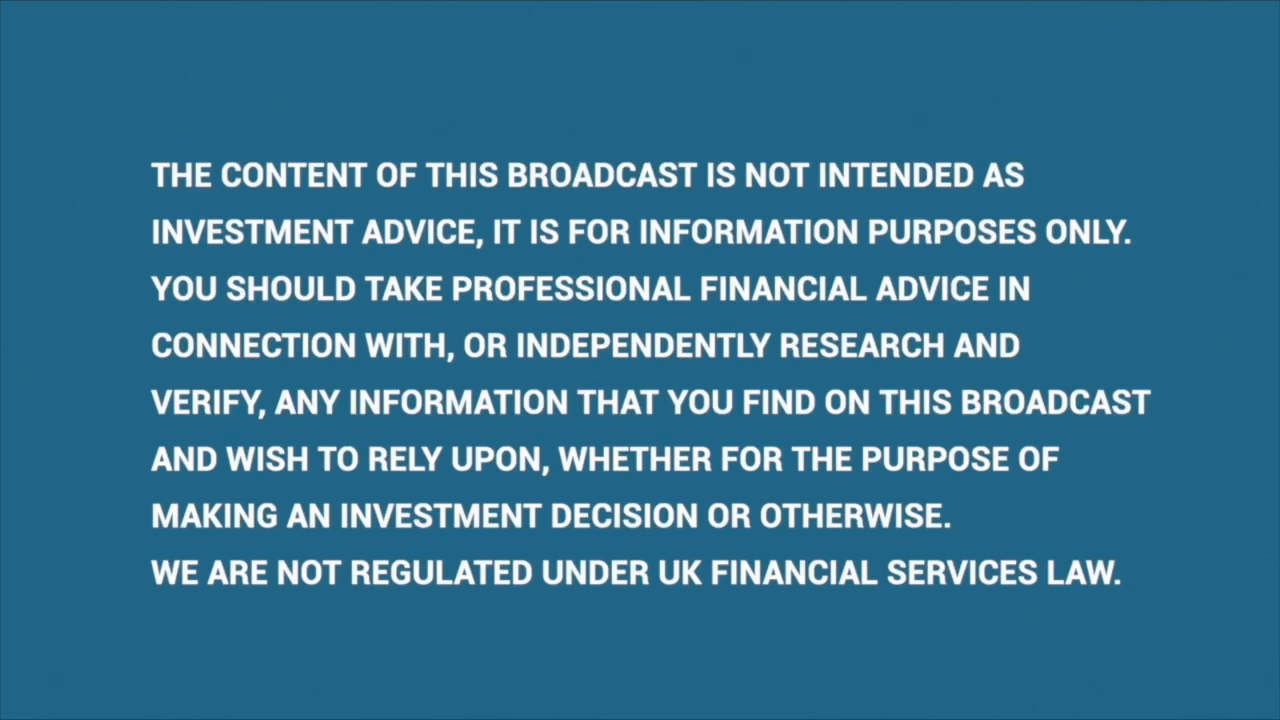 THE CONTENT OF THIS BROADCAST IS NOT INTENDED AS
INVESTMENT ADVICE, IT IS FOR INFORMATION PURPOSES ONLY.
YOU SHOULD TAKE PROFESSIONAL FINANCIAL ADVICE IN
CONNECTION WITH, OR INDEPENDENTLY RESEARCH AND
VERIFY, ANY INFORMATION THAT YOU FIND ON THIS BROADCAST
AND WISH TO RELY UPON, WHETHER FOR THE PURPOSE OF
MAKING AN INVESTMENT DECISION OR OTHERWISE.
WE ARE NOT REGULATED UNDER UK FINANCIAL SERVICES LAW.